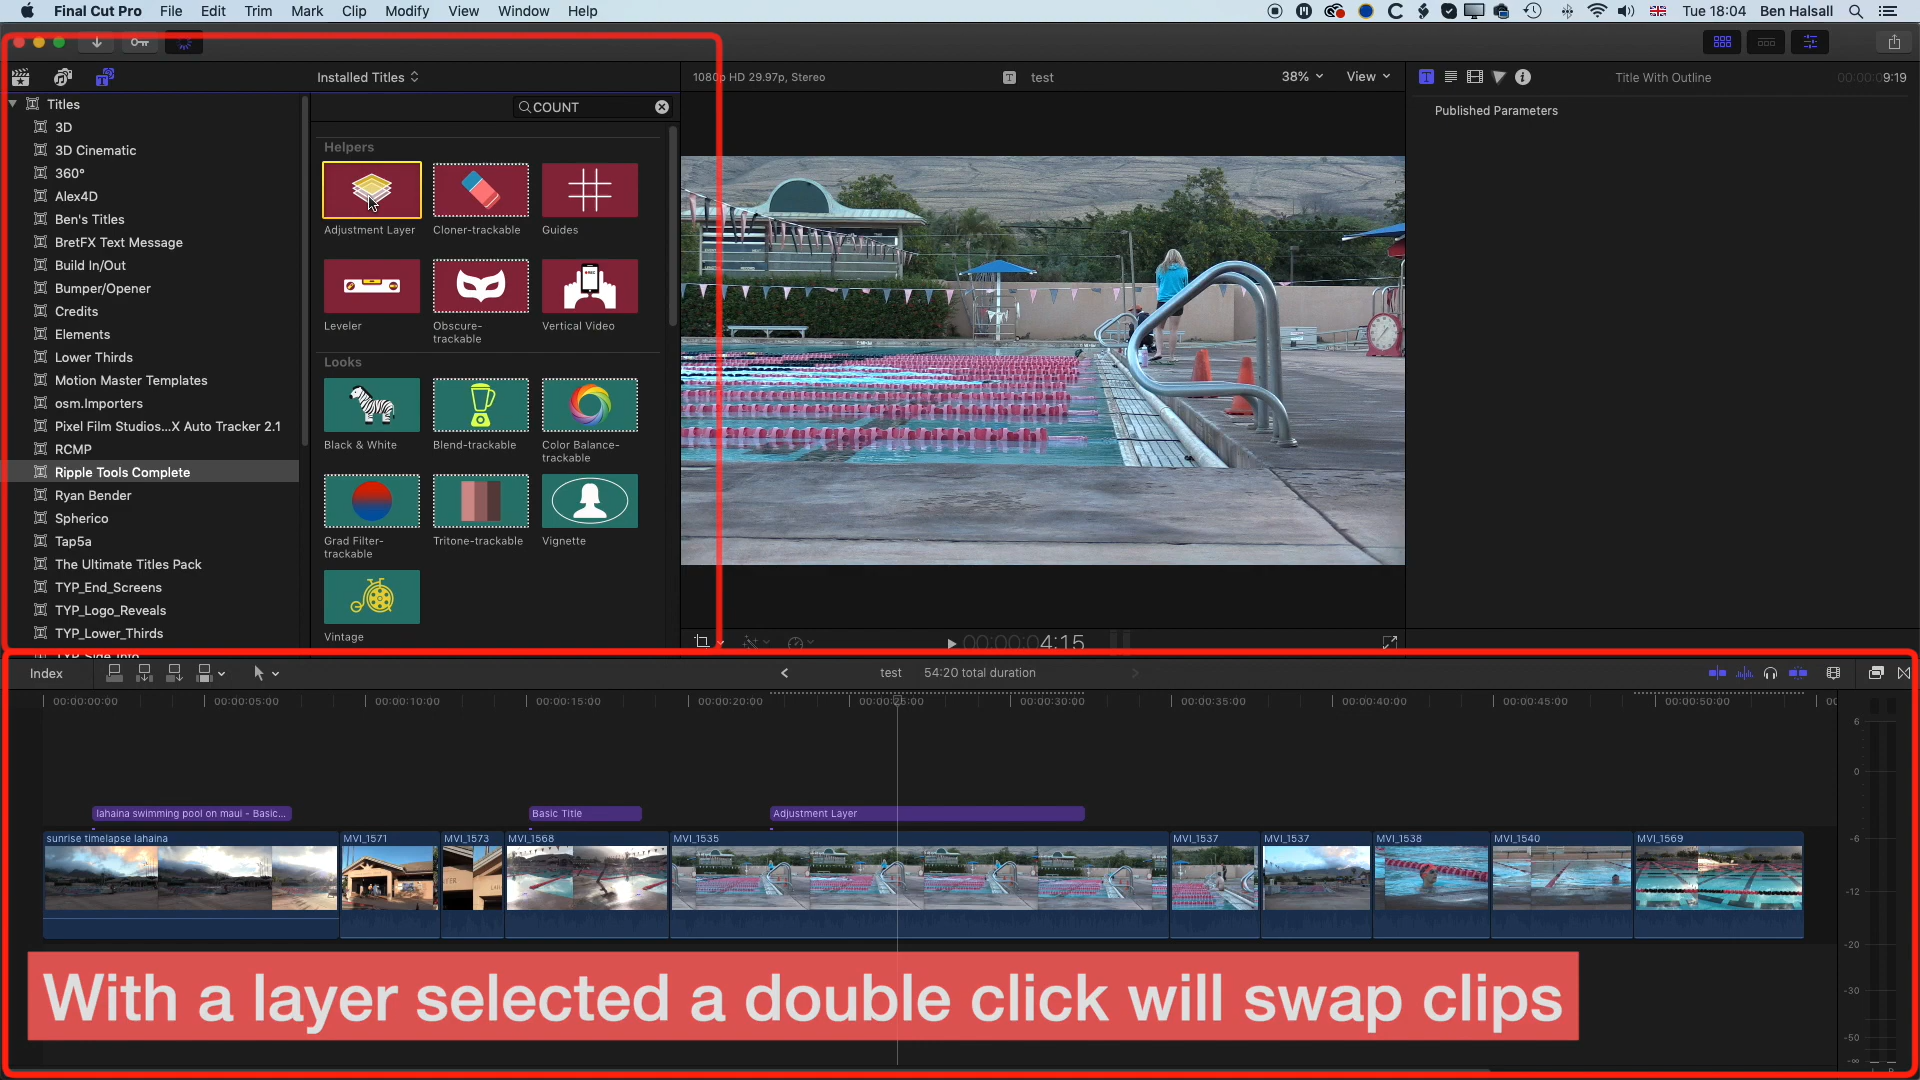 Final Cut Pro File Edit Trim Mark Clip Modify View Window Help Tue 18:04 Ben Halsall
Installed Titles 1080p HD 29.97p, Stereo test 38% View Title With Outline 00:00:09:19
Published Parameters
COUNT
Titles
3D
3D Cinematic
360°
Alex4D
Ben's Titles
BretFX Text Message
Build In/Out
Bumper/Opener
Credits
Elements
Lower Thirds
Motion Master Templates
osm.Importers
Pixel Film Studios...X Auto Tracker 2.1
RCMP
Ripple Tools Complete
Ryan Bender
Spherico
Tap5a
The Ultimate Titles Pack
TYP_End_Screens
TYP_Logo_Reveals
TYP_Lower_Thirds
TYP_Side_Info
Helpers
Adjustment Layer
Cloner-trackable
Guides
Leveler
Obscure-
trackable
Vertical Video
Looks
Black & White
Blend-trackable
Color Balance-
trackable
Grad Filter-
trackable
Tritone-trackable
Vignette
Vintage
00:00:04:15
Index test 54:20 total duration
00:00:00:00 00:00:05:00 00:00:10:00 00:00:15:00 00:00:20:00 00:00:25:00 00:00:30:00 00:00:35:00 00:00:40:00 00:00:45:00 00:00:50:00
lahaina swimming pool on maui - Basic... Basic Title Adjustment Layer
sunrise timelapse lahaina MVI_1571 MVI_1573 MVI_1568 MVI_1535 MVI_1537 MVI_1537 MVI_1538 MVI_1540 MVI_1569
6
0
-6
-12
-20
-30
-50
-∞
With a layer selected a double click will swap clips